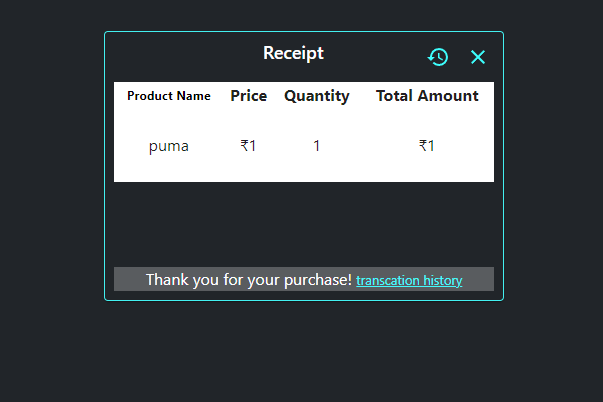 Receipt
Product Name Price Quantity Total Amount
puma ₹1 1 ₹1
Thank you for your purchase! transcation history